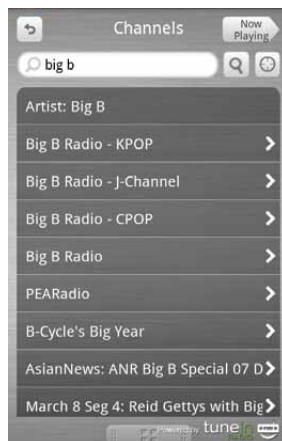 Channels
Now
Playing
big b
Artist: Big B
Big B Radio - KPOP
Big B Radio - J-Channel
Big B Radio - CPOP
Big B Radio
PEARadio
B-Cycle's Big Year
AsianNews: ANR Big B Special 07 D
March 8 Seg 4: Reid Gettys with Big
Powered by tunein